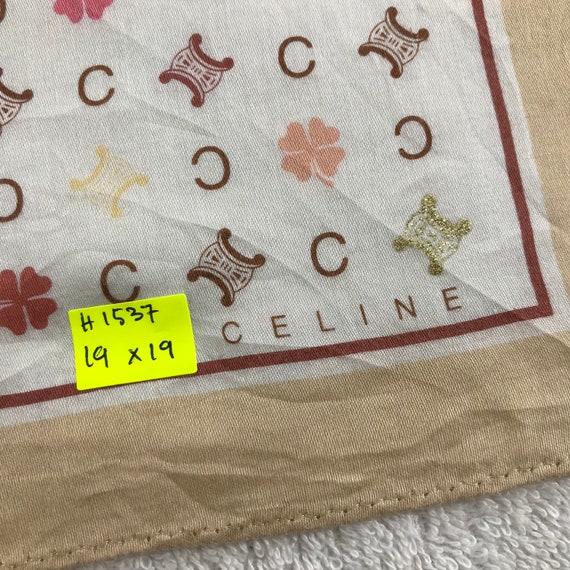 C C
Ɔ Ɔ Ɔ
C C
CELINE
H 1537
19 x 19